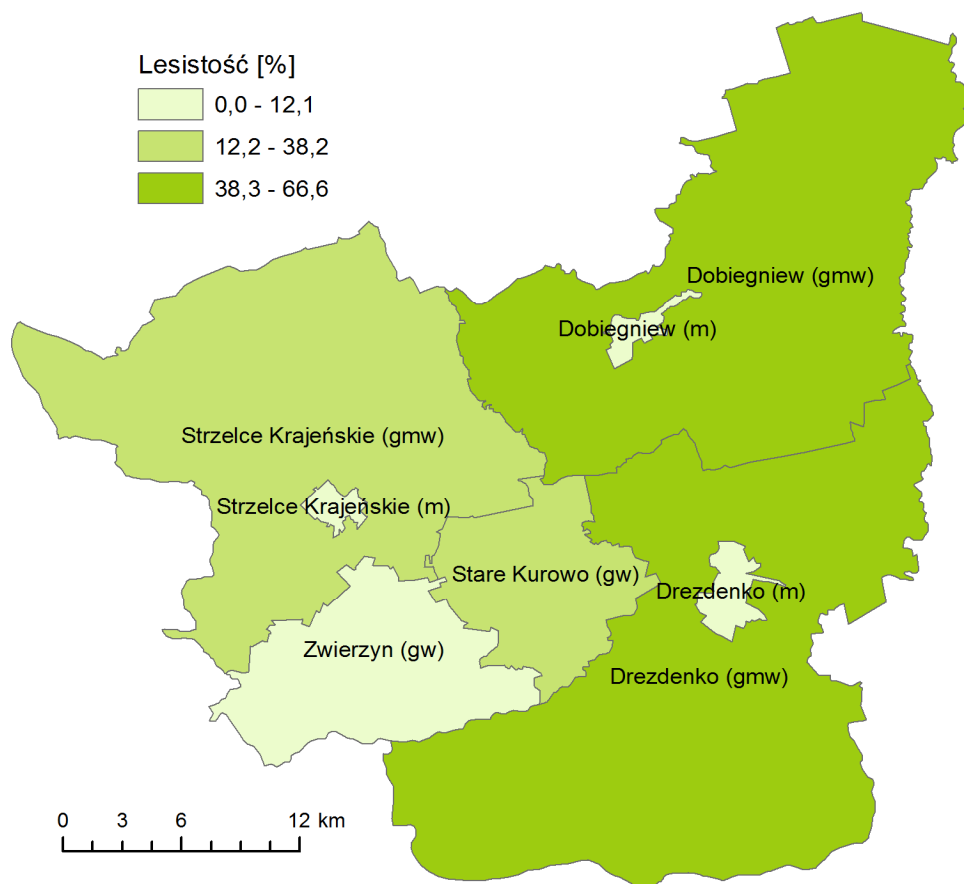 Lesistość [%]
0,0 - 12,1
12,2 - 38,2
38,3 - 66,6
Dobiegniew (gmw)
Dobiegniew (m)
Strzelce Krajeńskie (gmw)
Strzelce Krajeńskie (m)
Stare Kurowo (gw)
Drezdenko (m)
Zwierzyn (gw)
Drezdenko (gmw)
0 3 6 12 km